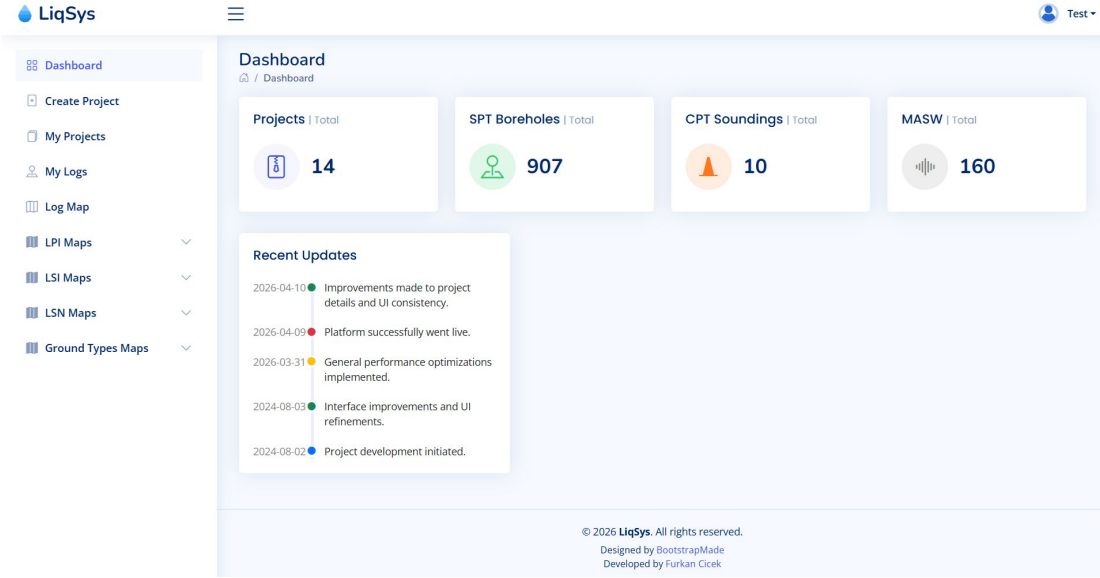 LiqSys
Test
Dashboard
Create Project
My Projects
My Logs
Log Map
LPI Maps
LSI Maps
LSN Maps
Ground Types Maps
Dashboard
/ Dashboard
Projects | Total
14
SPT Boreholes | Total
907
CPT Soundings | Total
10
MASW | Total
160
Recent Updates
2026-04-10 Improvements made to project
details and UI consistency.
2026-04-09 Platform successfully went live.
2026-03-31 General performance optimizations
implemented.
2024-08-03 Interface improvements and UI
refinements.
2024-08-02 Project development initiated.
© 2026 LiqSys. All rights reserved.
Designed by BootstrapMade
Developed by Furkan Cicek